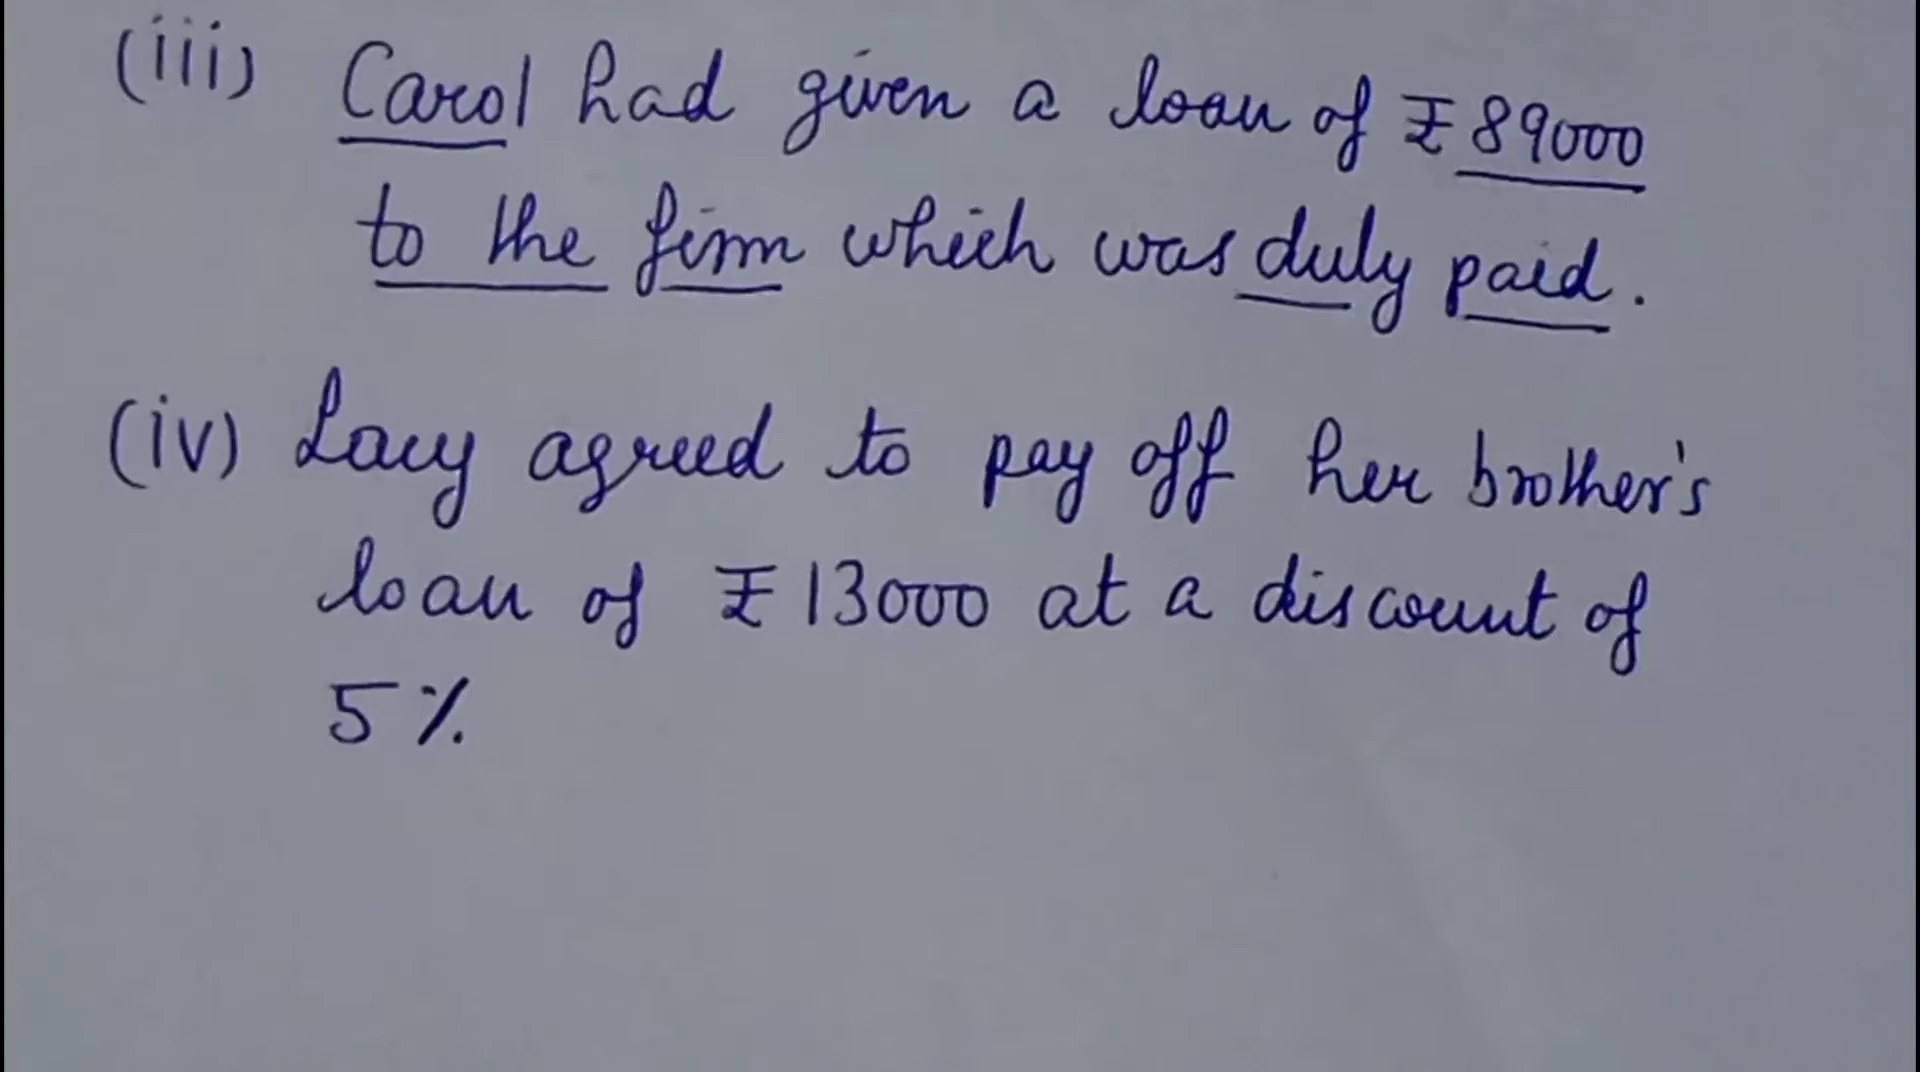 (iii) Carol had given a loan of ₹89000
to the firm which was duly paid.
(iv) Lacy agreed to pay off her brother's
loan of ₹13000 at a discount of
5%